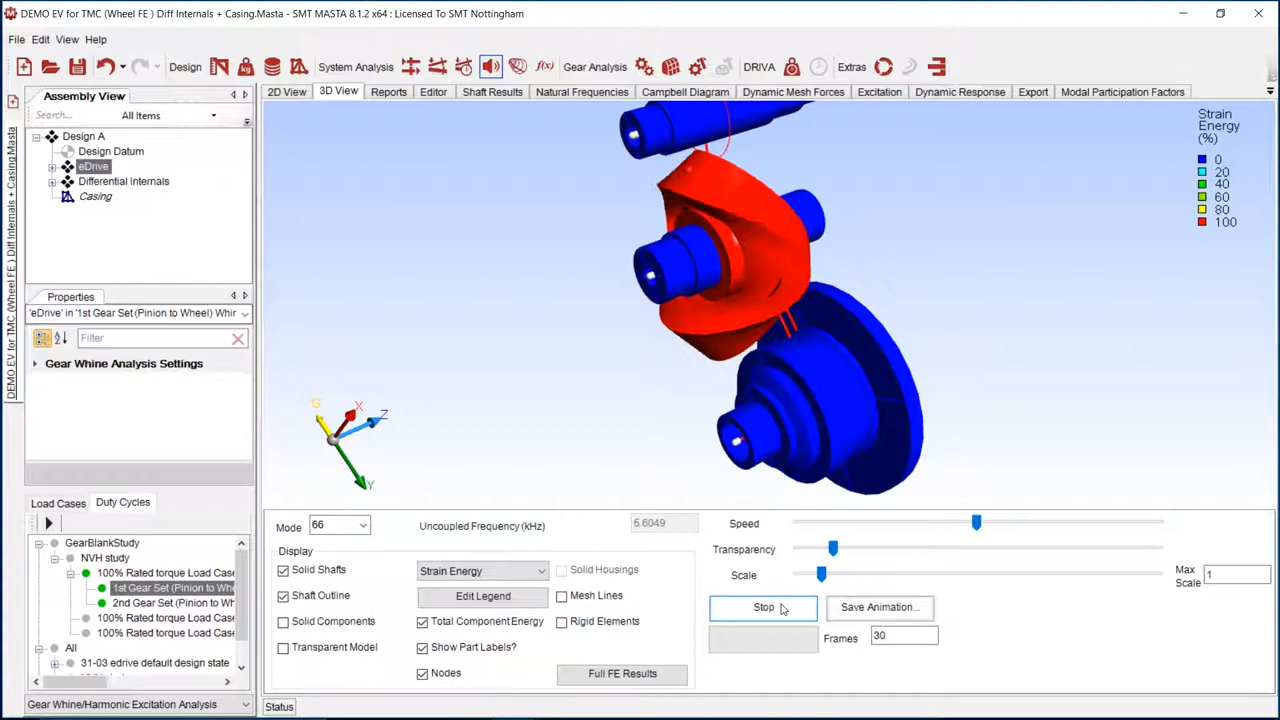 DEMO EV for TMC (Wheel FE ) Diff Internals + Casing.Masta - SMT MASTA 8.1.2 x64 : Licensed To SMT Nottingham
File Edit View Help
Design System Analysis f(x) Gear Analysis DRIVA Extras
Assembly View
2D View 3D View Reports Editor Shaft Results Natural Frequencies Campbell Diagram Dynamic Mesh Forces Excitation Dynamic Response Export Modal Participation Factors
Search... All Items
Design A
Design Datum
eDrive
Differential Internals
Casing
DEMO EV for TMC (Wheel FE ) Diff Internals + Casing.Masta
Strain
Energy
(%)
0
20
40
60
80
100
G X Z Y
Properties
'eDrive' in '1st Gear Set (Pinion to Wheel) Whir
Filter
Gear Whine Analysis Settings
Load Cases Duty Cycles
GearBlankStudy
NVH study
100% Rated torque Load Case
1st Gear Set (Pinion to Whe
2nd Gear Set (Pinion to Wh
100% Rated torque Load Case
100% Rated torque Load Case
All
31-03 edrive default design state
Gear Whine/Harmonic Excitation Analysis
Mode 66 Uncoupled Frequency (kHz) 5.6049
Display
Solid Shafts Strain Energy Solid Housings
Shaft Outline Edit Legend Mesh Lines
Solid Components Total Component Energy Rigid Elements
Transparent Model Show Part Labels?
Nodes Full FE Results
Speed
Transparency
Scale Max Scale 1
Stop Save Animation...
Frames 30
Status